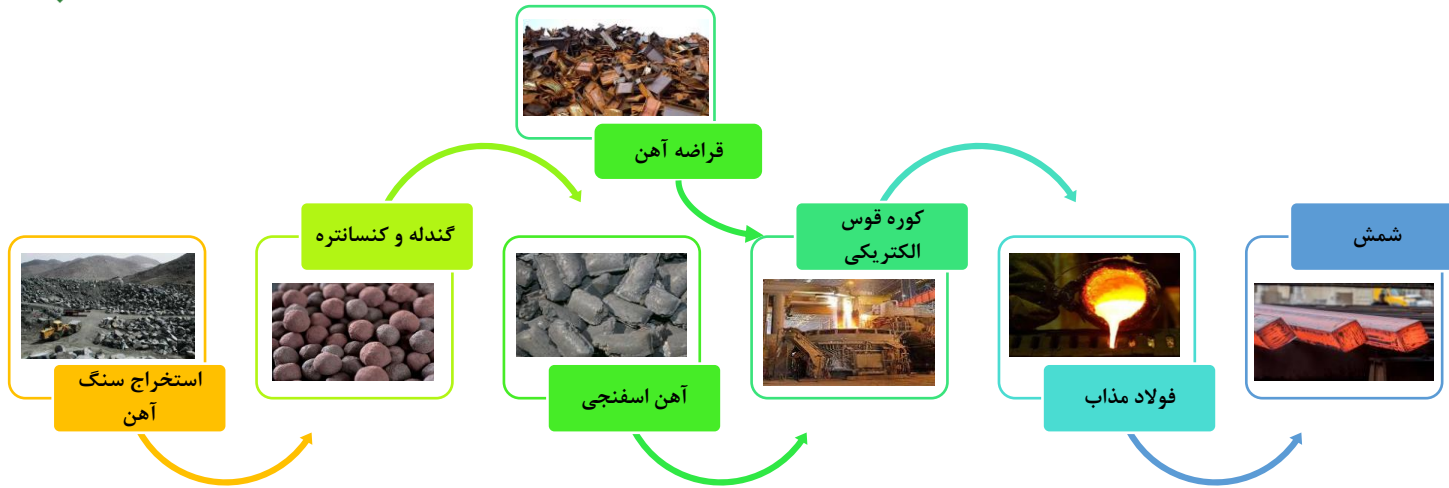 قراضه آهن
استخراج سنگ
آهن
گندله و کنسانتره
آهن اسفنجی
کوره قوس
الکتریکی
فولاد مذاب
شمش